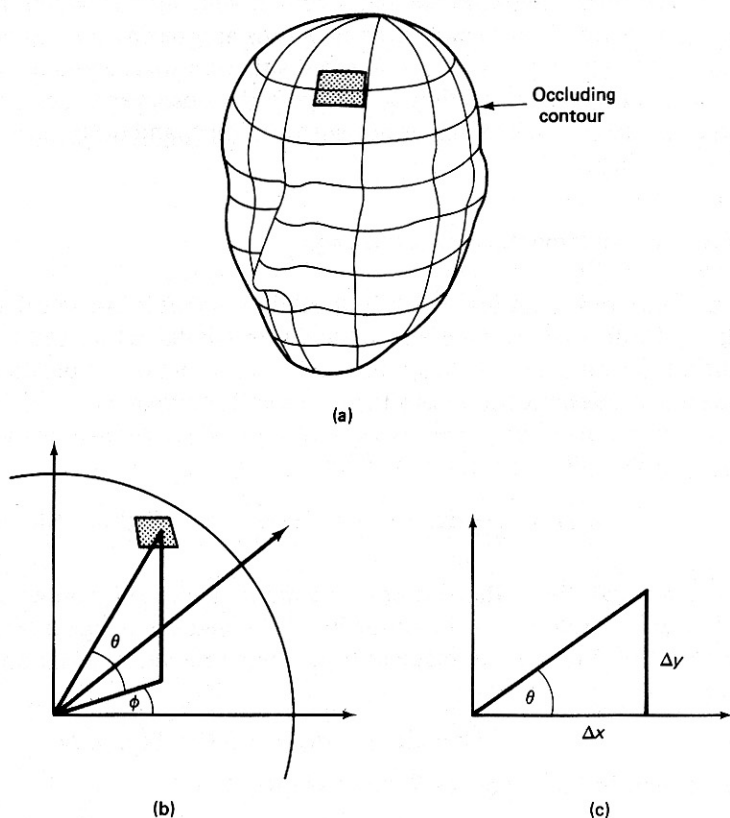 Occluding
contour
(a)
θ
ϕ
(b)
θ
Δy
Δx
(c)